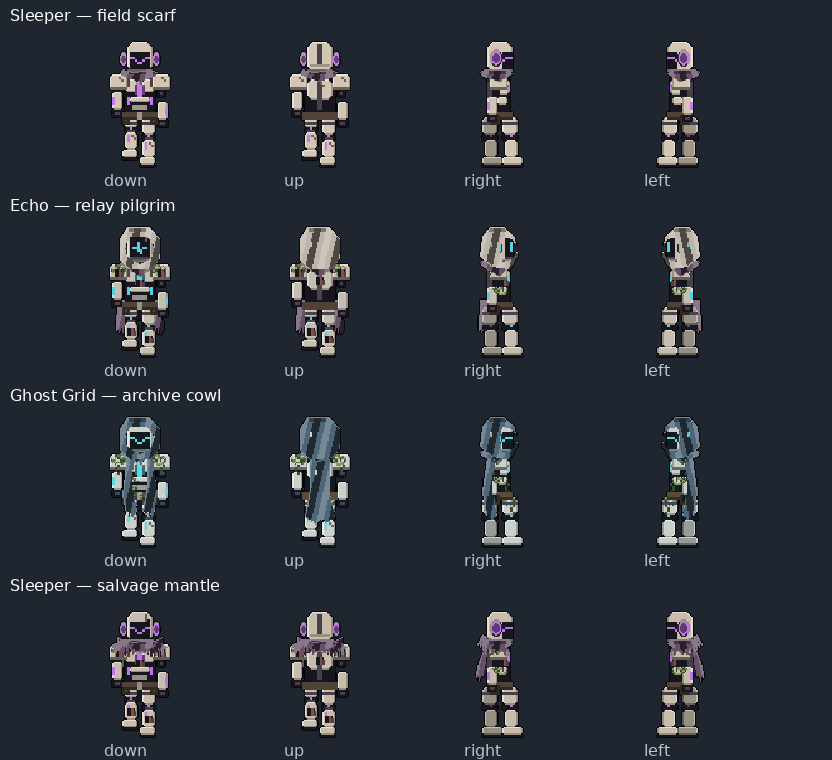 Sleeper — field scarf
down up right left
Echo — relay pilgrim
down up right left
Ghost Grid — archive cowl
down up right left
Sleeper — salvage mantle
down up right left